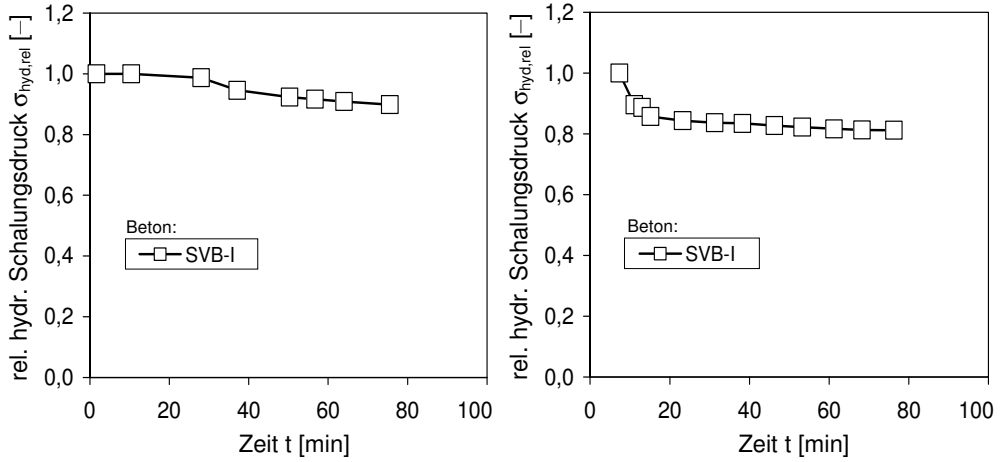 rel. hydr. Schalungsdruck σhyd,rel [–]
1,2
1,0
0,8
0,6
0,4
0,2
0,0
Beton:
SVB-I
0 20 40 60 80 100
Zeit t [min]
rel. hydr. Schalungsdruck σhyd,rel [–]
1,2
1,0
0,8
0,6
0,4
0,2
0,0
Beton:
SVB-I
0 20 40 60 80 100
Zeit t [min]